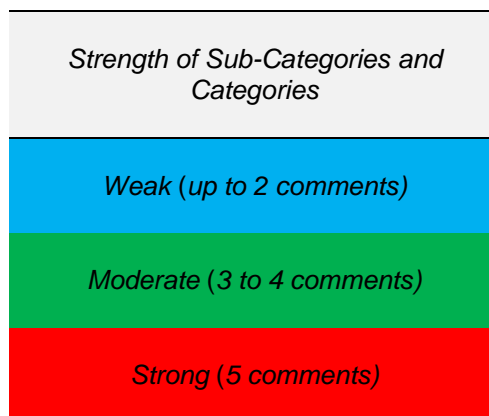 Strength of Sub-Categories and
Categories
Weak (up to 2 comments)
Moderate (3 to 4 comments)
Strong (5 comments)